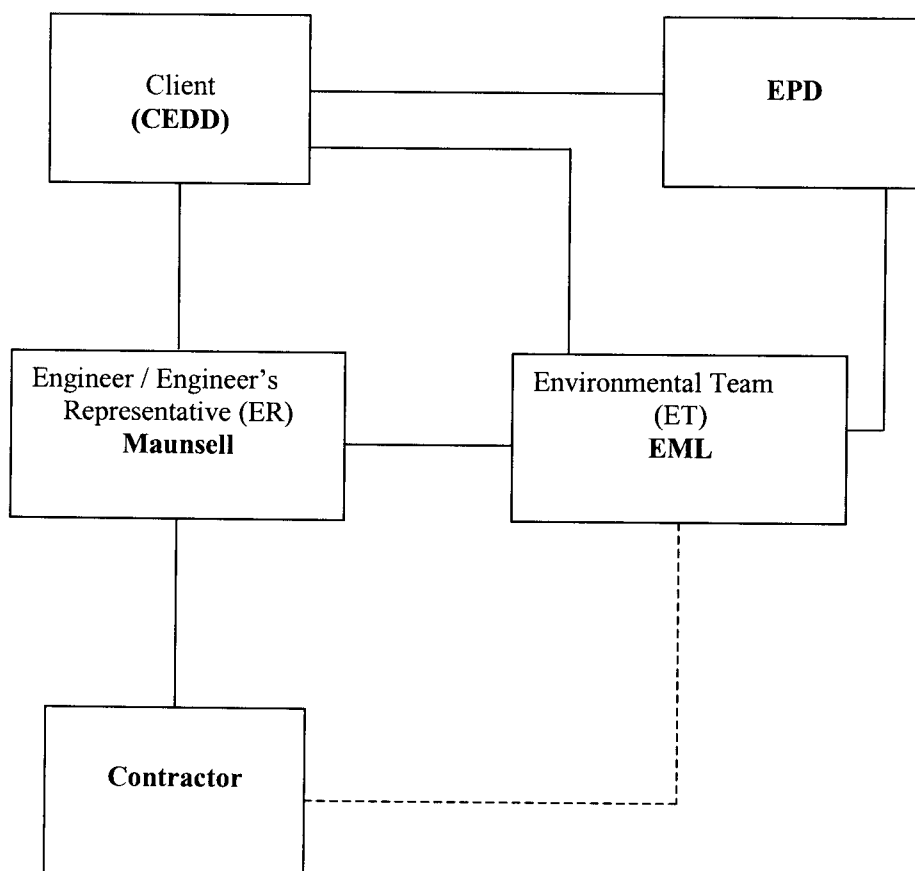 Client
(CEDD)
EPD
Engineer / Engineer's
Representative (ER)
Maunsell
Environmental Team
(ET)
EML
Contractor